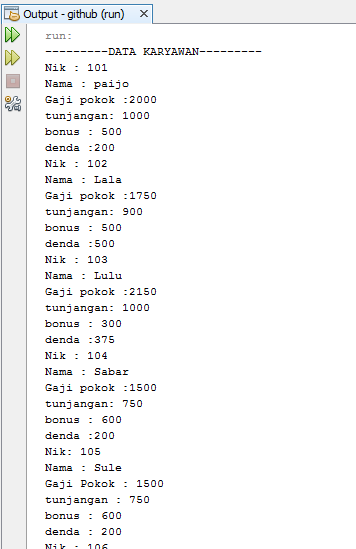 Output - github (run)
run:
---------DATA KARYAWAN---------
Nik : 101
Nama : paijo
Gaji pokok :2000
tunjangan: 1000
bonus : 500
denda :200
Nik : 102
Nama : Lala
Gaji pokok :1750
tunjangan: 900
bonus : 500
denda :500
Nik : 103
Nama : Lulu
Gaji pokok :2150
tunjangan: 1000
bonus : 300
denda :375
Nik : 104
Nama : Sabar
Gaji pokok :1500
tunjangan: 750
bonus : 600
denda :200
Nik: 105
Nama : Sule
Gaji Pokok : 1500
tunjangan : 750
bonus : 600
denda : 200
Nik : 106